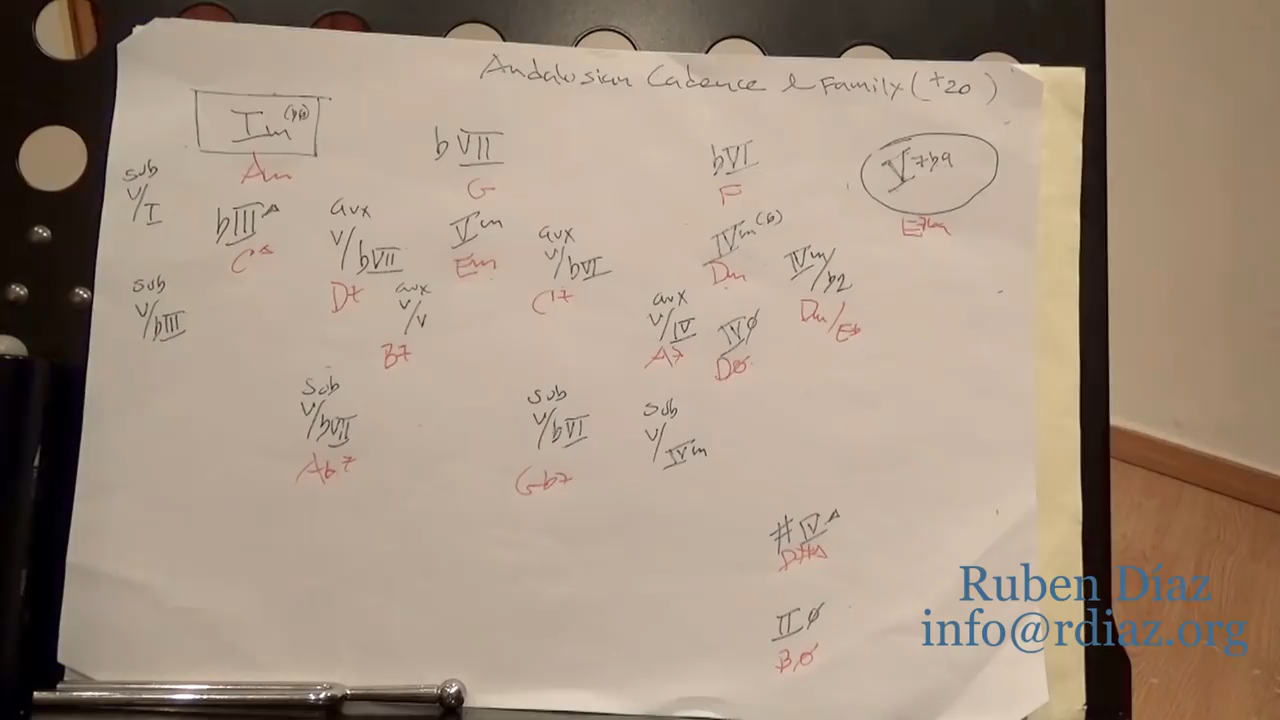 Andalusian Cadence & Family (+20)
Im(b6)
Am
bVII
G
bVI
F
V7b9
E7b9
sub
V/I
bIIIΔ
CΔ
aux
V/bVII
D7
Vm
Em
aux
V/bVI
C7
IVm(6)
Dm
IVm/b2
Dm/Eb
sub
V/bIII
aux
V/V
B7
aux
V/IV
A7
IVø
Dø
sub
V/bVII
Ab7
sub
V/bVI
Gb7
sub
V/IVm
#IVΔ
D#Δ
IIø
Bø
Ruben Díaz
info@rdiaz.org